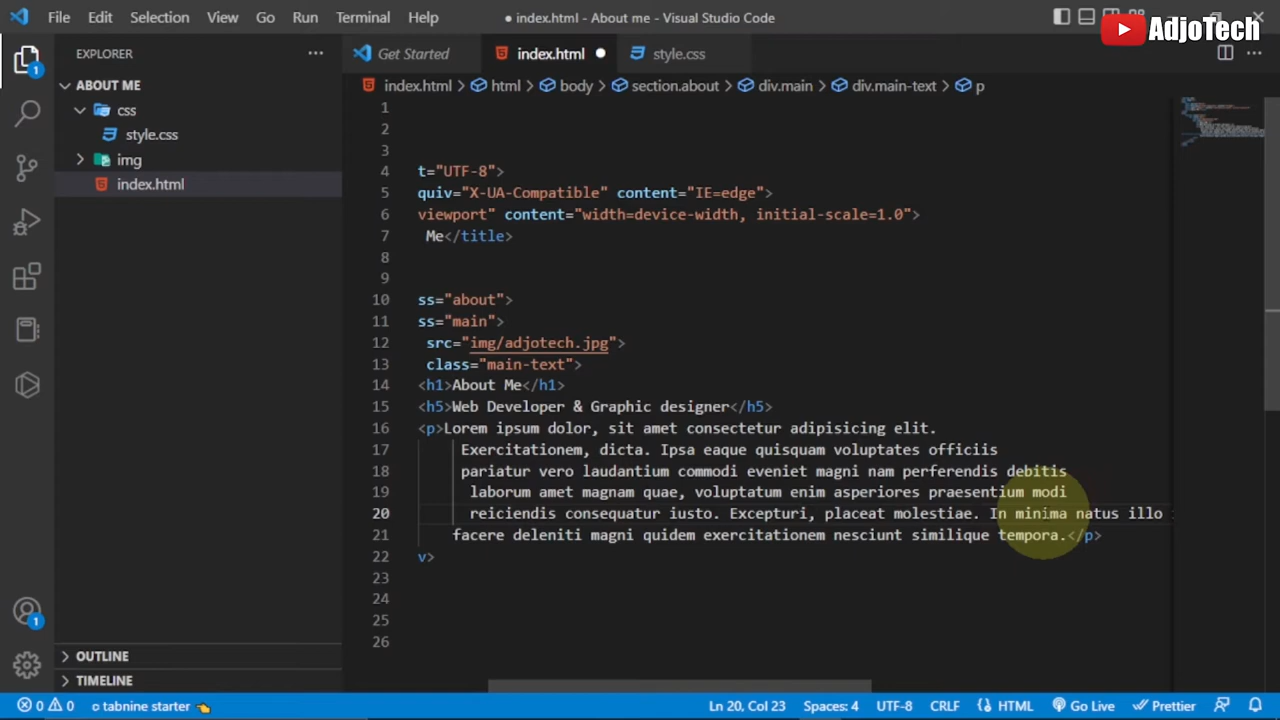 File Edit Selection View Go Run Terminal Help ● index.html - About me - Visual Studio Code
AdjoTech
EXPLORER
Get Started index.html style.css
ABOUT ME
index.html > html > body > section.about > div.main > div.main-text > p
css
style.css
img
index.html
1
2
3
4 t="UTF-8">
5 quiv="X-UA-Compatible" content="IE=edge">
6 viewport" content="width=device-width, initial-scale=1.0">
7 Me</title>
8
9
10 ss="about">
11 ss="main">
12 src="img/adjotech.jpg">
13 class="main-text">
14 <h1>About Me</h1>
15 <h5>Web Developer & Graphic designer</h5>
16 <p>Lorem ipsum dolor, sit amet consectetur adipisicing elit.
17 Exercitationem, dicta. Ipsa eaque quisquam voluptates officiis
18 pariatur vero laudantium commodi eveniet magni nam perferendis debitis
19 laborum amet magnam quae, voluptatum enim asperiores praesentium modi
20 reiciendis consequatur iusto. Excepturi, placeat molestiae. In minima natus illo
21 facere deleniti magni quidem exercitationem nesciunt similique tempora.</p>
22 v>
23
24
25
26
1
OUTLINE
TIMELINE
0 0 tabnine starter Ln 20, Col 23 Spaces: 4 UTF-8 CRLF HTML Go Live Prettier